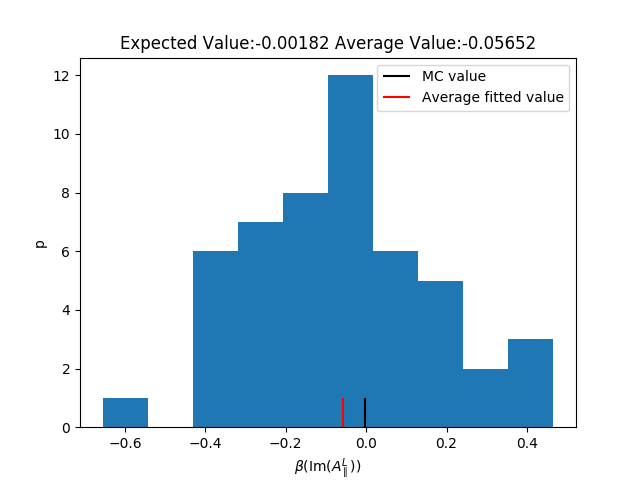 Expected Value:-0.00182 Average Value:-0.05652
MC value
Average fitted value
p
12
10
8
6
4
2
0
−0.6 −0.4 −0.2 0.0 0.2 0.4
β(Im(A∥ᴸ))